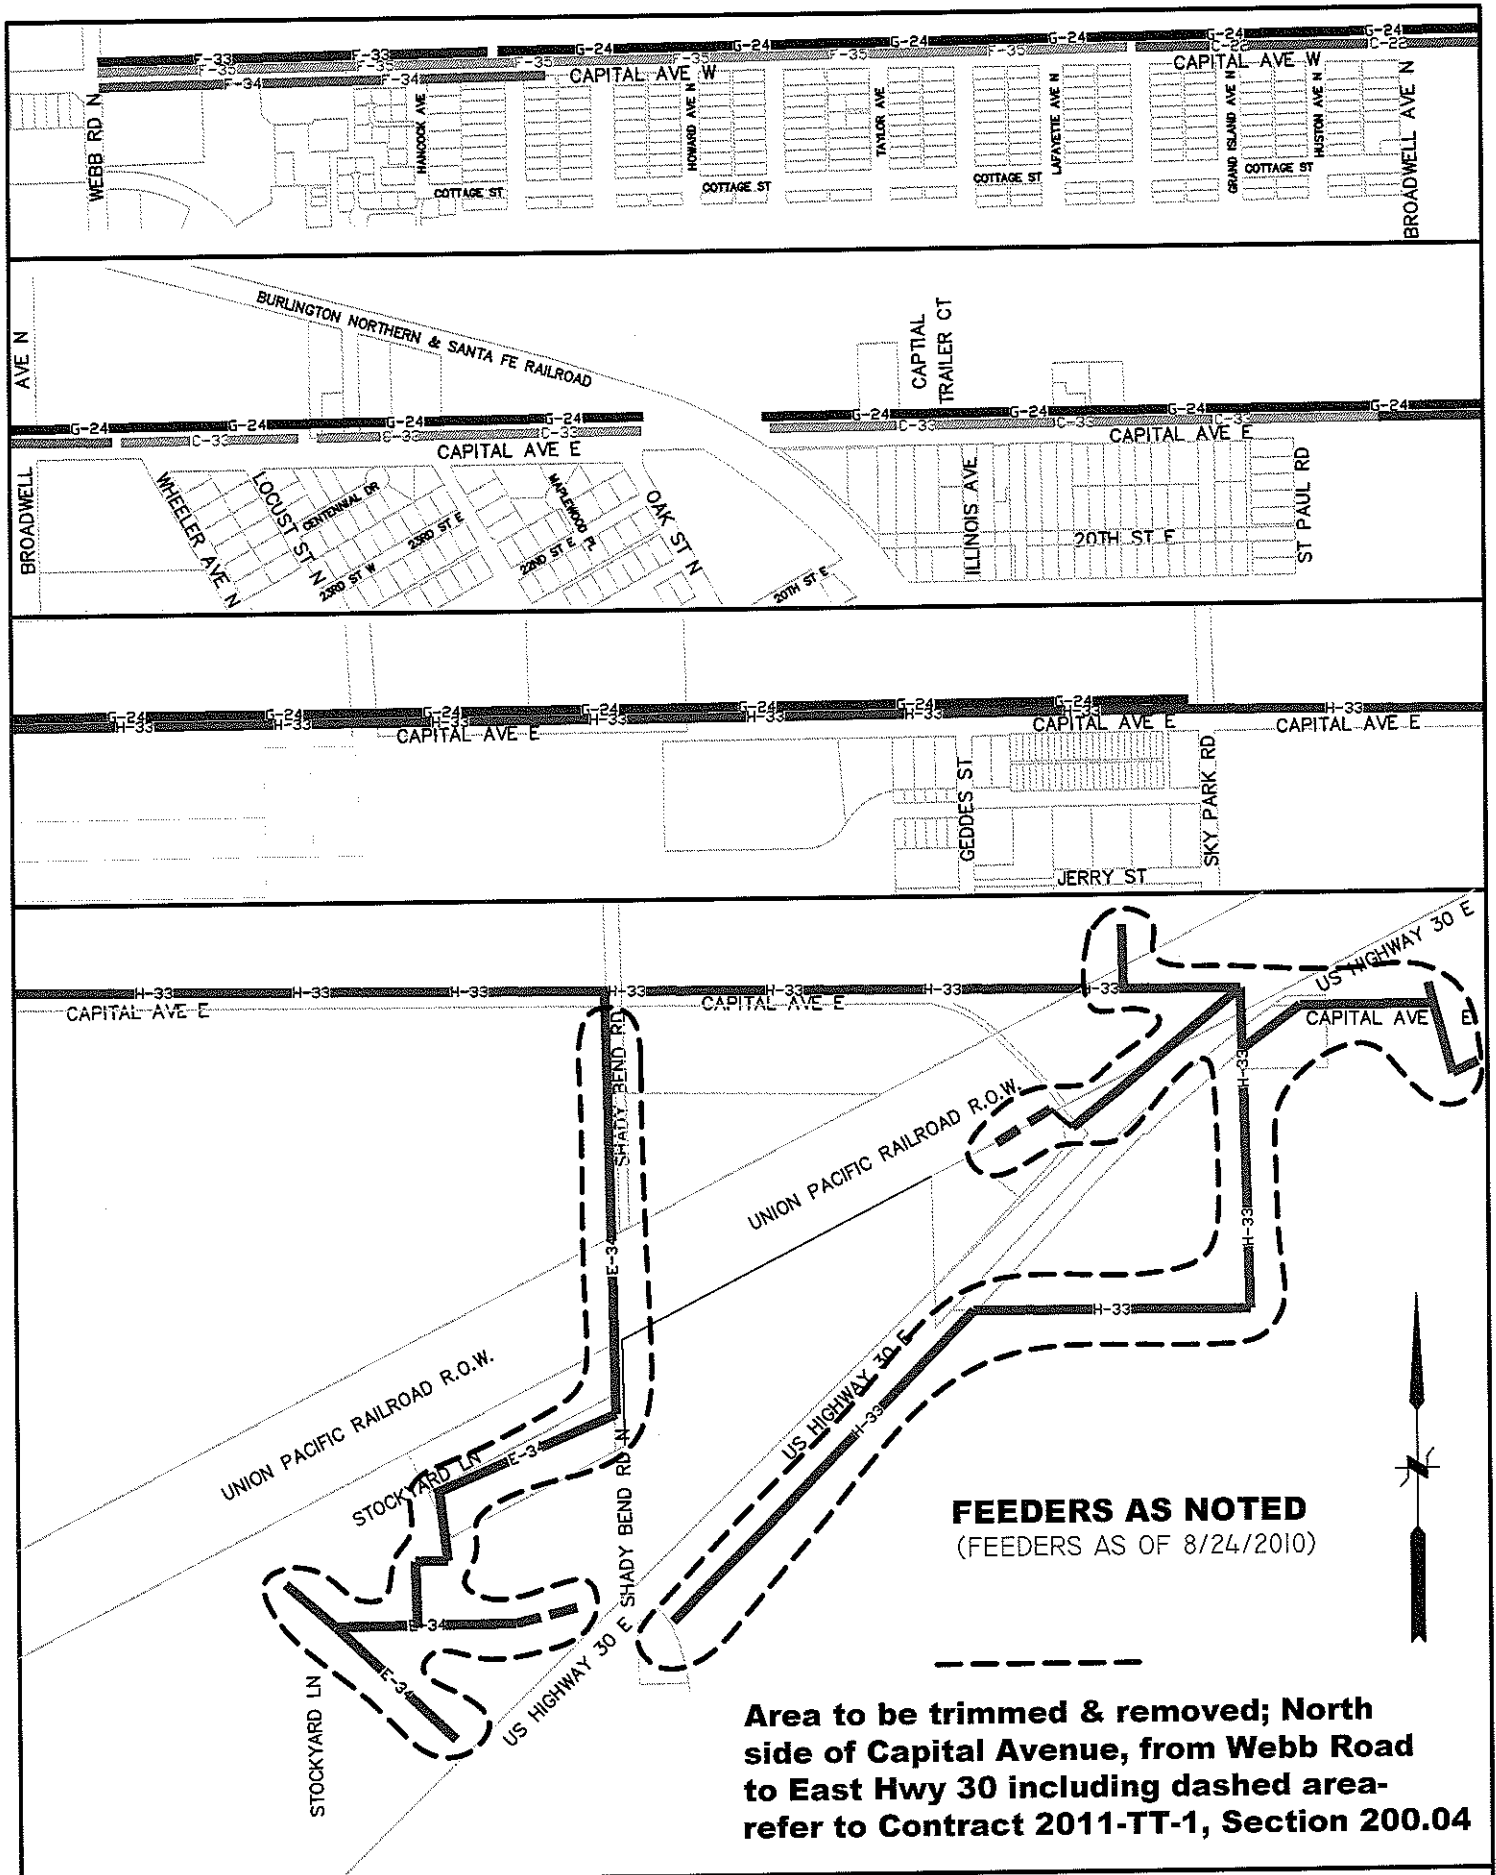 F-33 F-33 G-24 G-24 G-24 G-24 G-24 G-24
F-35 F-35 F-35 F-35 F-35 F-35 C-22 C-22
F-34 F-34 CAPITAL AVE W CAPITAL AVE W
WEBB RD N
HANCOCK AVE
HOWARD AVE N
TAYLOR AVE
LAFAYETTE AVE N
GRAND ISLAND AVE N
HUSTON AVE N
BROADWELL AVE N
COTTAGE ST COTTAGE ST COTTAGE ST COTTAGE ST
BURLINGTON NORTHERN & SANTA FE RAILROAD
AVE N
CAPTIAL
TRAILER CT
G-24 G-24 G-24 G-24 G-24 G-24 G-24 G-24
C-33 C-33 C-33 C-33 C-33 C-33
CAPITAL AVE E CAPITAL AVE E
BROADWELL
WHEELER AVE N
LOCUST ST N
CENTENNIAL DR
23RD ST W
23RD ST E
MAPLEWOOD PL
22ND ST E
OAK ST N
20TH ST E
ILLINOIS AVE
20TH ST E
ST PAUL RD
G-24 G-24 G-24 G-24 G-24 G-24 G-24
H-33 H-33 H-33 H-33 H-33 H-33 H-33 H-33
CAPITAL AVE E CAPITAL AVE E CAPITAL AVE E
GEDDES ST
SKY PARK RD
JERRY ST
H-33 H-33 H-33 H-33 H-33 H-33 H-33
CAPITAL AVE E CAPITAL AVE E CAPITAL AVE E
US HIGHWAY 30 E
SHADY BEND RD
H-33
UNION PACIFIC RAILROAD R.O.W.
E-34
H-33
H-33
US HIGHWAY 30 E
H-33
UNION PACIFIC RAILROAD R.O.W.
STOCKYARD LN
E-34
SHADY BEND RD N
E-34
E-34
US HIGHWAY 30 E
STOCKYARD LN
FEEDERS AS NOTED
(FEEDERS AS OF 8/24/2010)
N
Area to be trimmed & removed; North
side of Capital Avenue, from Webb Road
to East Hwy 30 including dashed area-
refer to Contract 2011-TT-1, Section 200.04